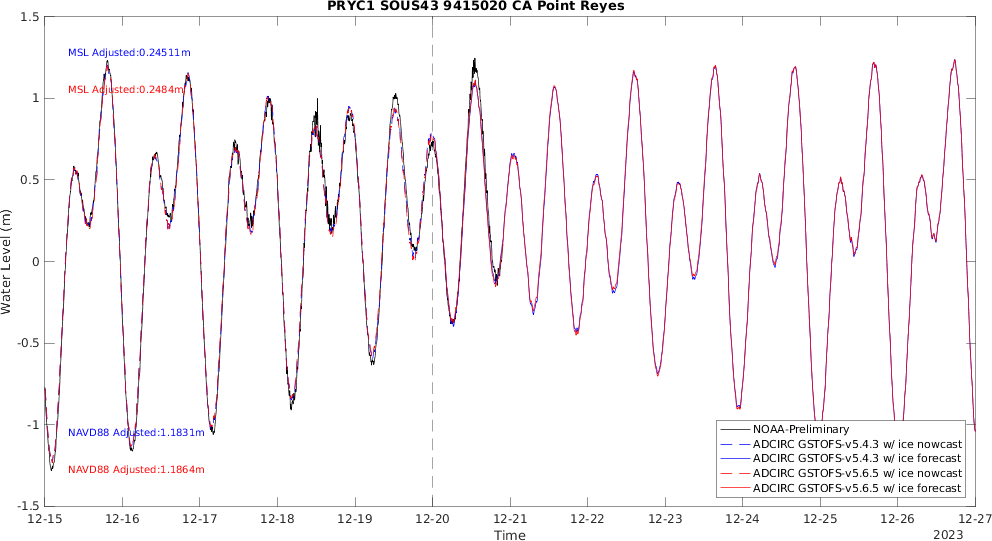 PRYC1 SOUS43 9415020 CA Point Reyes
1.5
MSL Adjusted:0.24511m
MSL Adjusted:0.2484m
1
0.5
0
-0.5
-1
-1.5
Water Level (m)
NAVD88 Adjusted:1.1831m
NAVD88 Adjusted:1.1864m
NOAA-Preliminary
ADCIRC GSTOFS-v5.4.3 w/ ice nowcast
ADCIRC GSTOFS-v5.4.3 w/ ice forecast
ADCIRC GSTOFS-v5.6.5 w/ ice nowcast
ADCIRC GSTOFS-v5.6.5 w/ ice forecast
12-15 12-16 12-17 12-18 12-19 12-20 12-21 12-22 12-23 12-24 12-25 12-26 12-27
Time
2023